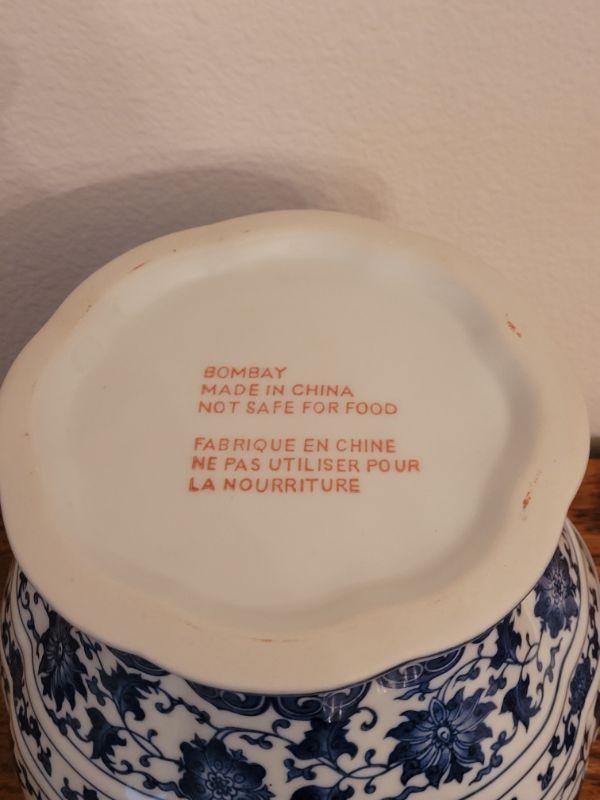 BOMBAY
MADE IN CHINA
NOT SAFE FOR FOOD
FABRIQUE EN CHINE
NE PAS UTILISER POUR
LA NOURRITURE